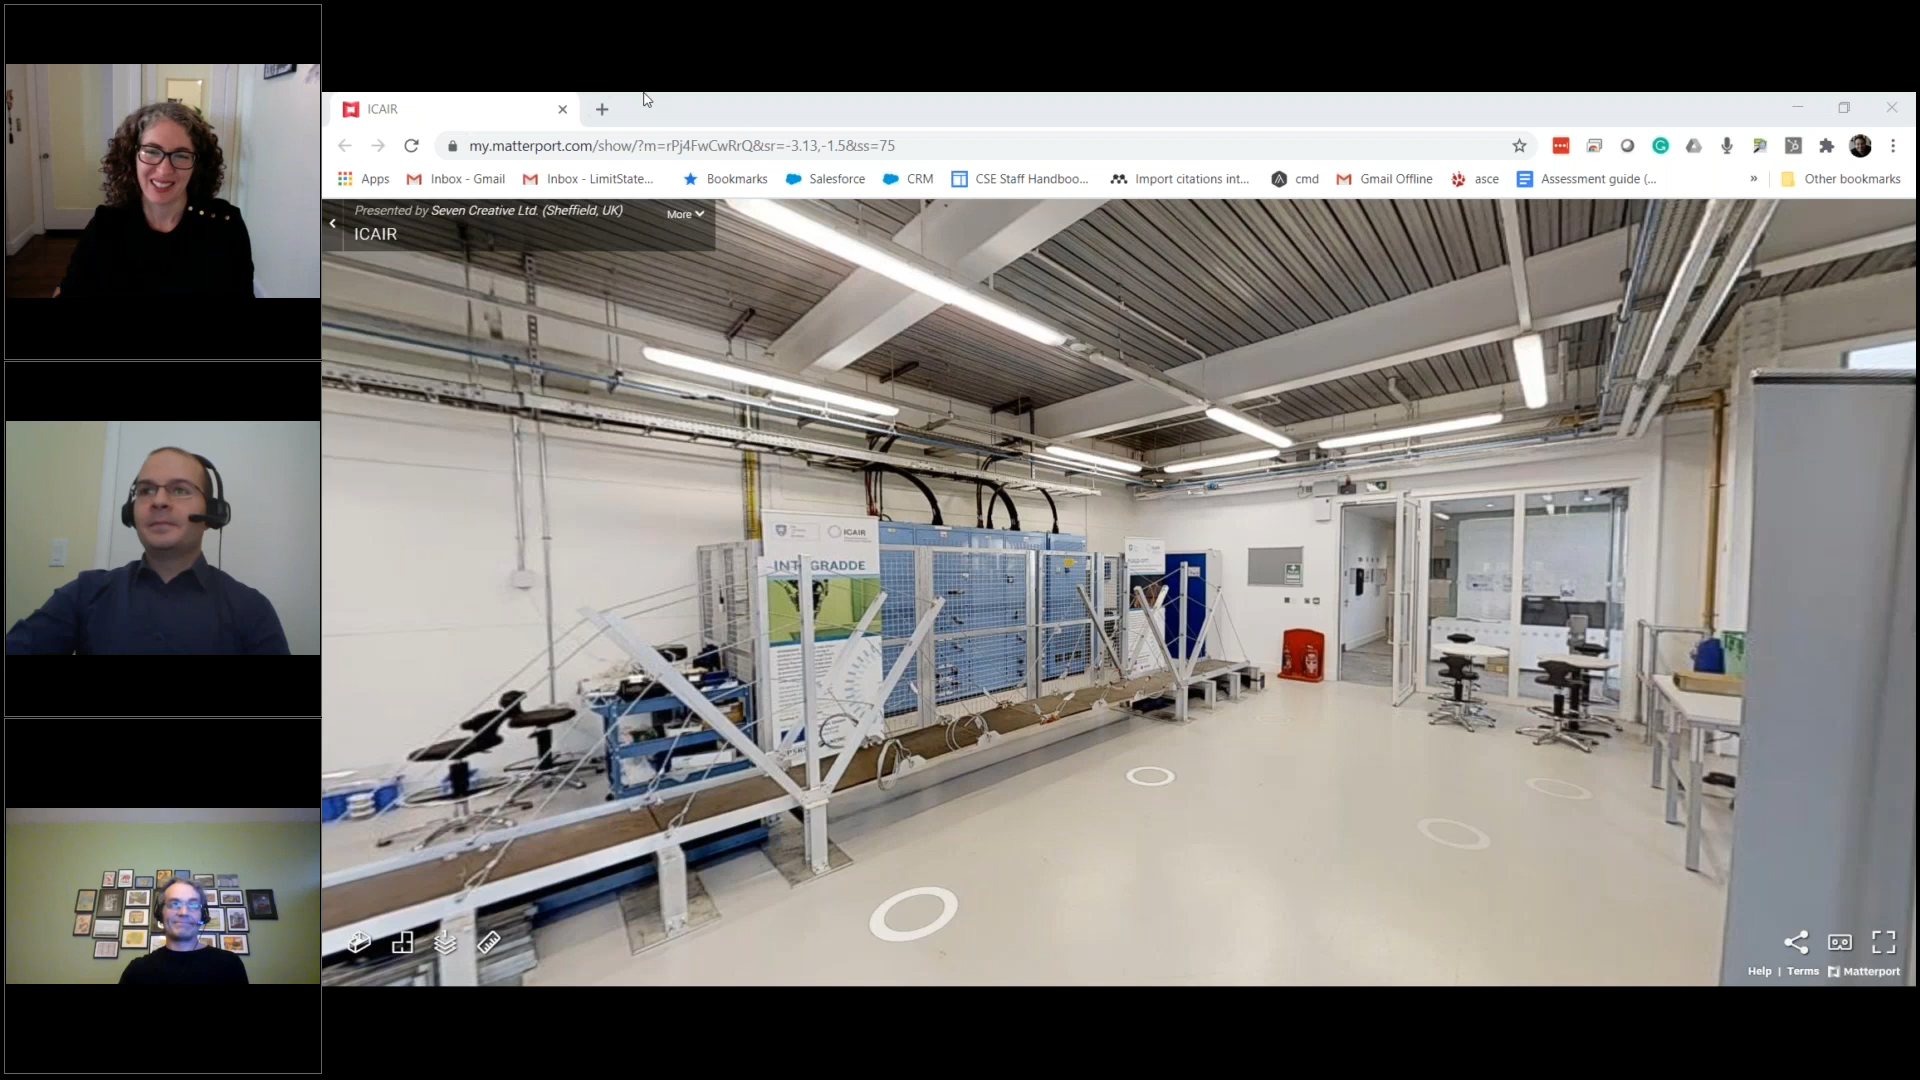 ICAIR
my.matterport.com/show/?m=rPj4FwCwRrQ&sr=-3.13,-1.5&ss=75
Apps Inbox - Gmail Inbox - LimitState... Bookmarks Salesforce CRM CSE Staff Handboo... Import citations int... cmd Gmail Offline asce Assessment guide (... » Other bookmarks
Presented by Seven Creative Ltd. (Sheffield, UK) More
ICAIR
ICAIR
INTEGRADDE
Help | Terms Matterport